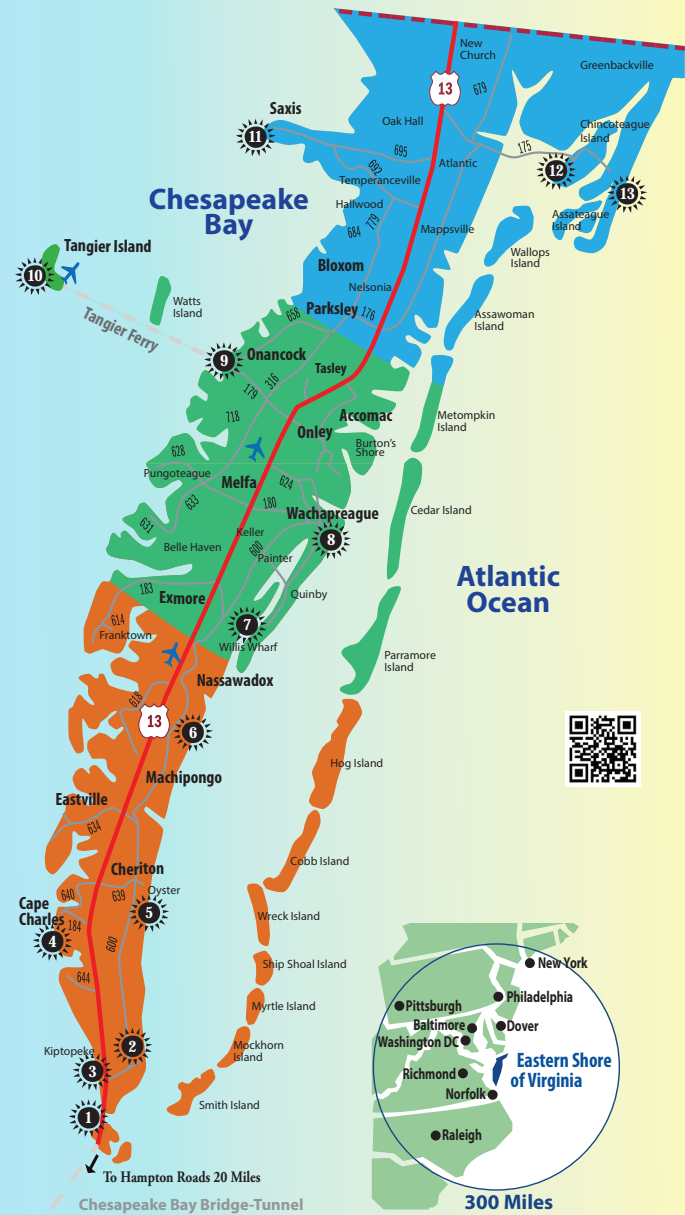 New
Church
Greenbackville
13
679
Saxis
11
Oak Hall
Chincoteague
Island
695
175
692
Atlantic
12
Temperanceville
13
Chesapeake
Bay
Hallwood
779
684
Mappsville
Assateague
Island
Tangier Island
10
Wallops
Island
Bloxom
Nelsonia
Watts
Island
Parksley
176
Assawoman
Island
658
Tangier Ferry
9
Onancock
Tasley
316
179
718
Accomac
Metompkin
Island
Onley
Burton's
Shore
628
Pungoteague
Melfa
624
633
180
Wachapreague
Cedar Island
631
Keller
8
600
Belle Haven
Painter
Atlantic
Ocean
183
Exmore
Quinby
614
7
Franktown
Willis Wharf
Parramore
Island
Nassawadox
618
13
6
Hog Island
Machipongo
Eastville
634
Cobb Island
Cheriton
640
639
Oyster
Cape
Charles
5
Wreck Island
184
4
600
Ship Shoal Island
644
Myrtle Island
2
Kiptopeke
3
Mockhorn
Island
1
Smith Island
To Hampton Roads 20 Miles
Chesapeake Bay Bridge-Tunnel
New York
Pittsburgh
Philadelphia
Baltimore
Dover
Washington DC
Richmond
Eastern Shore
of Virginia
Norfolk
Raleigh
300 Miles